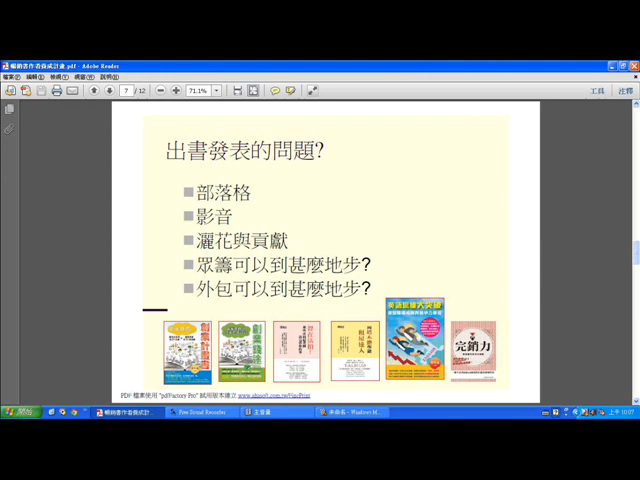 暢銷書作者養成計畫.pdf - Adobe Reader
檔案(F) 編輯(E) 檢視(V) 視窗(W) 說明(H)
7 / 12 71.1% 工具 注釋
出書發表的問題?
部落格
影音
灑花與貢獻
眾籌可以到甚麼地步?
外包可以到甚麼地步?
創業計畫書
創業錢途
完銷力
PDF 檔案使用 "pdfFactory Pro" 試用版本建立 www.ahasoft.com.tw/FinePrint
開始 暢銷書作者養成計... Free Sound Recorder 主音量 未命名 - Windows M... 上午 10:07